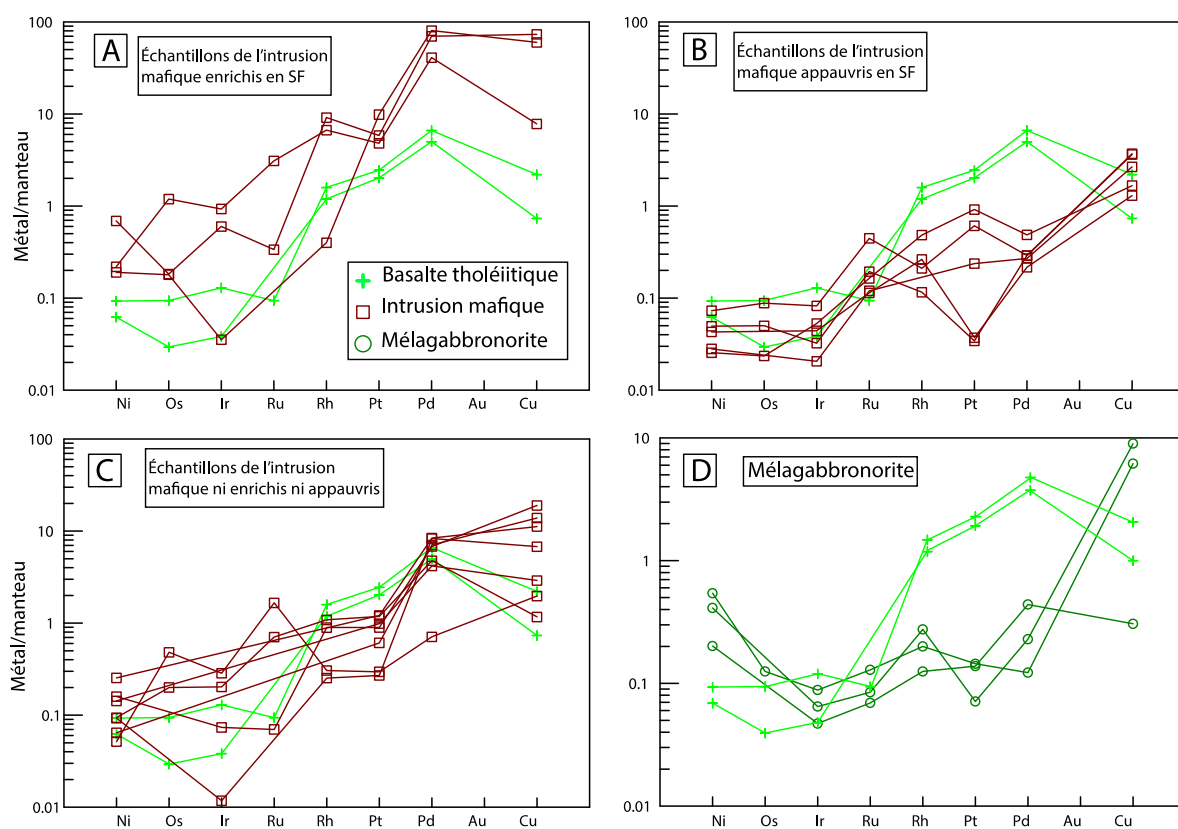 A
Échantillons de l'intrusion
mafique enrichis en SF
Métal/manteau
100
10
1
0.1
0.01
Basalte tholéiitique
Intrusion mafique
Mélagabbronorite
Ni Os Ir Ru Rh Pt Pd Au Cu
B
Échantillons de l'intrusion
mafique appauvris en SF
100
10
1
0.1
0.01
Ni Os Ir Ru Rh Pt Pd Au Cu
C
Échantillons de l'intrusion
mafique ni enrichis ni appauvris
Métal/manteau
100
10
1
0.1
0.01
Ni Os Ir Ru Rh Pt Pd Au Cu
D
Mélagabbronorite
10
1
0.1
0.01
Ni Os Ir Ru Rh Pt Pd Au Cu